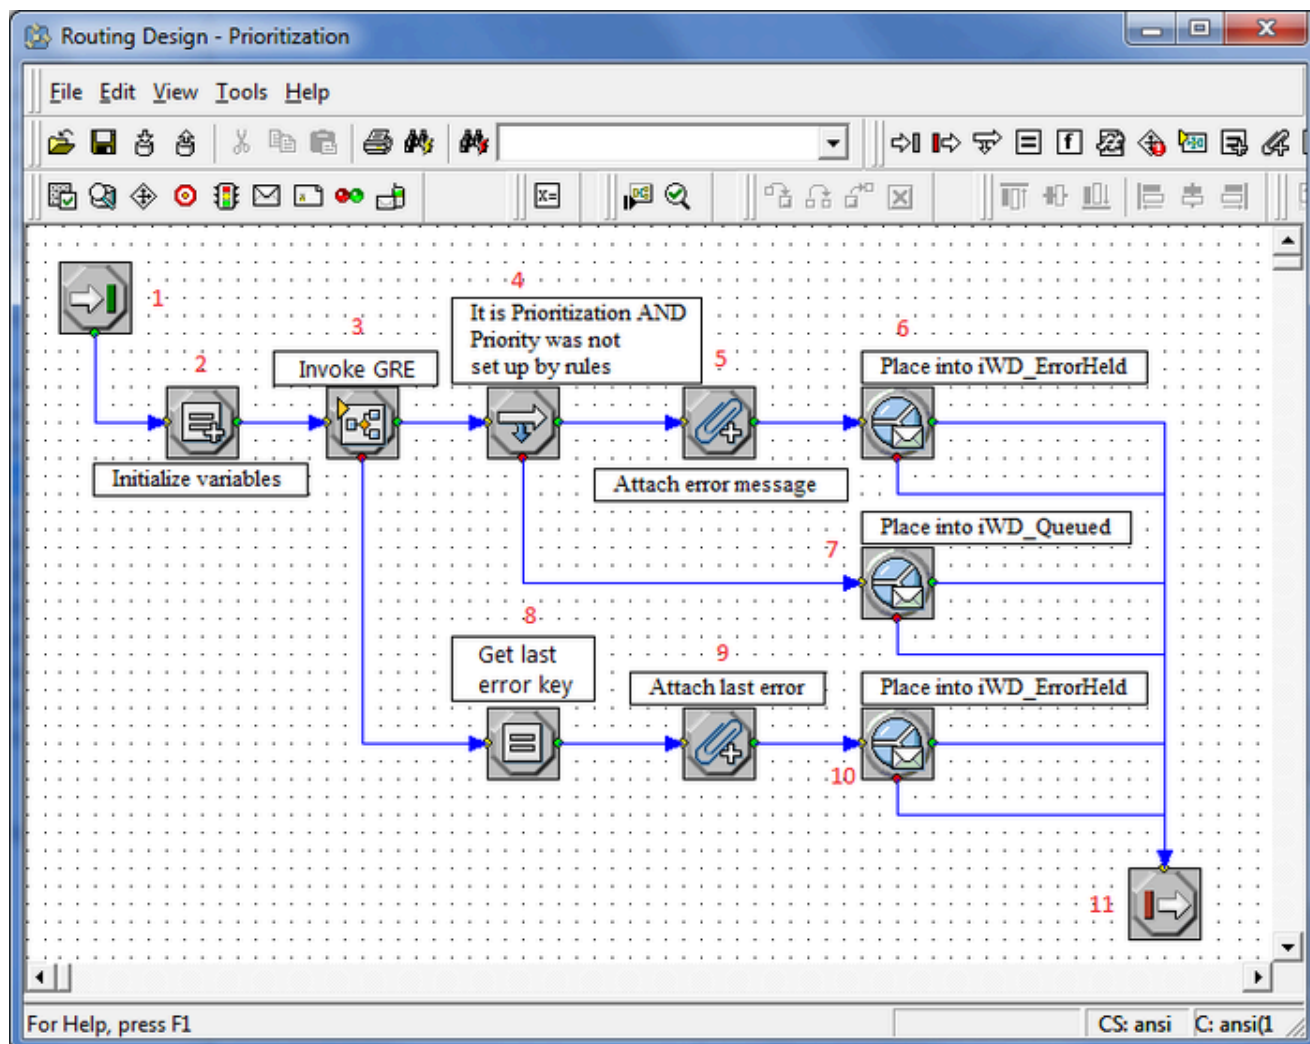 Routing Design - Prioritization
File Edit View Tools Help
1
2
Initialize variables
3
Invoke GRE
4
It is Prioritization AND
Priority was not
set up by rules
5
Attach error message
6
Place into iWD_ErrorHeld
Place into iWD_Queued
7
8
Get last
error key
9
Attach last error
Place into iWD_ErrorHeld
10
11
For Help, press F1
CS: ansi
C: ansi(1